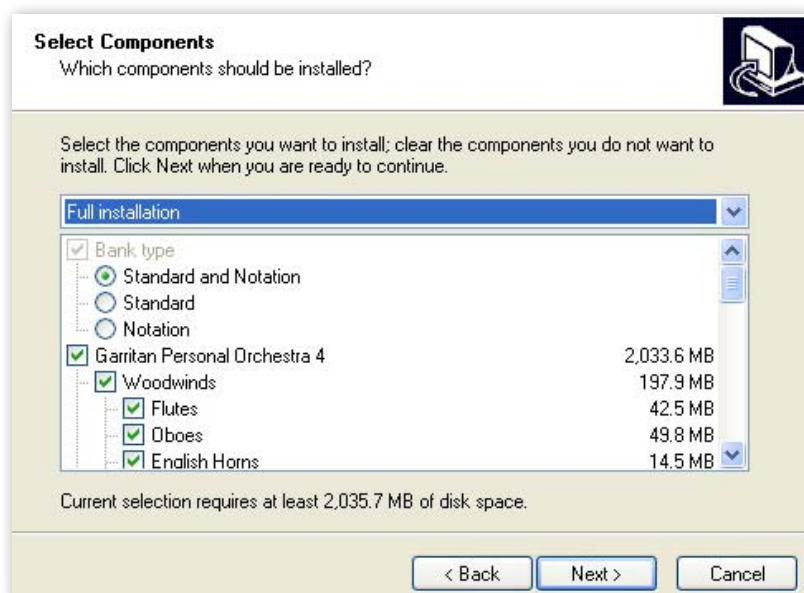 Select Components
Which components should be installed?
Select the components you want to install; clear the components you do not want to
install. Click Next when you are ready to continue.
Full installation
Bank type
Standard and Notation
Standard
Notation
Garritan Personal Orchestra 4 2,033.6 MB
Woodwinds 197.9 MB
Flutes 42.5 MB
Oboes 49.8 MB
English Horns 14.5 MB
Current selection requires at least 2,035.7 MB of disk space.
< Back Next > Cancel